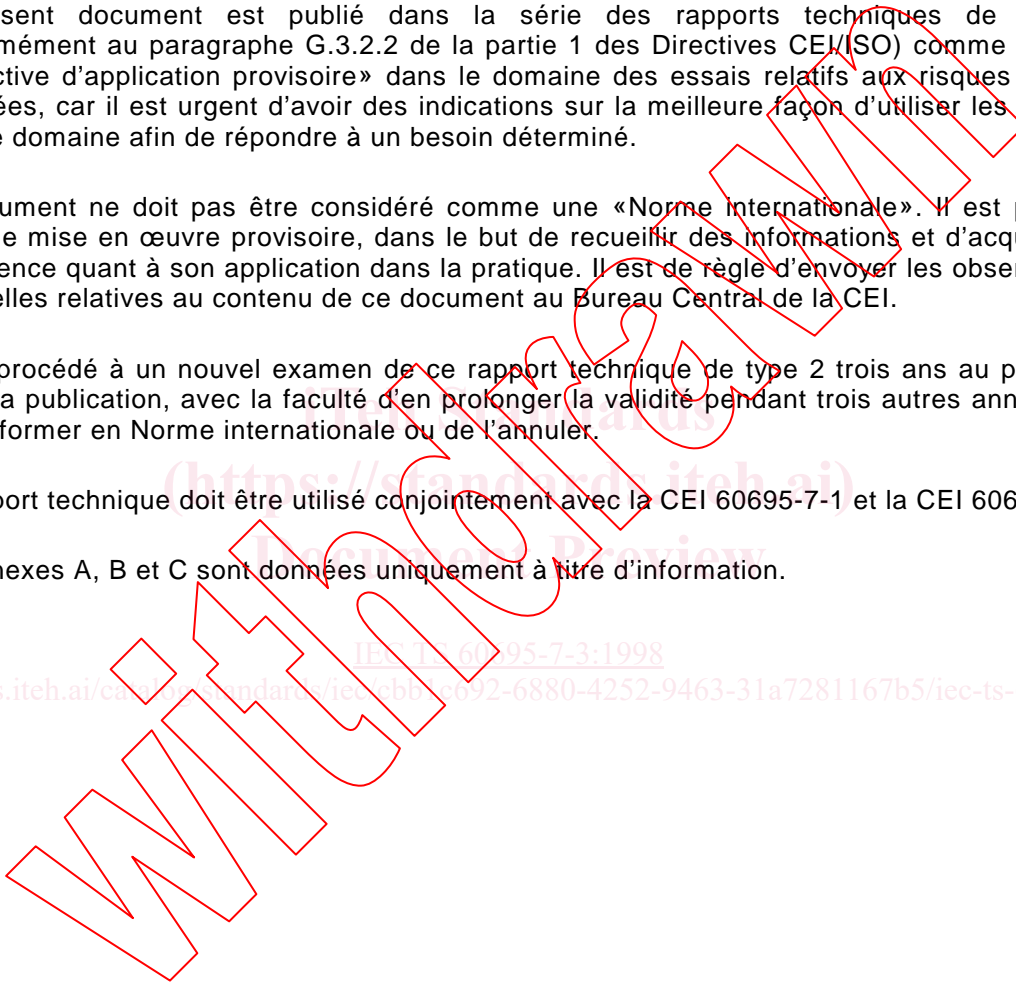 sent document est publié dans la série des rapports techniques de
mément au paragraphe G.3.2.2 de la partie 1 des Directives CEI/ISO) comme
ctive d'application provisoire» dans le domaine des essais relatifs aux risques
ées, car il est urgent d'avoir des indications sur la meilleure façon d'utiliser les
e domaine afin de répondre à un besoin déterminé.
ument ne doit pas être considéré comme une «Norme internationale». Il est p
e mise en œuvre provisoire, dans le but de recueillir des informations et d'acqu
ence quant à son application dans la pratique. Il est de règle d'envoyer les obser
elles relatives au contenu de ce document au Bureau Central de la CEI.
procédé à un nouvel examen de ce rapport technique de type 2 trois ans au p
a publication, avec la faculté d'en prolonger la validité pendant trois autres ann
former en Norme internationale ou de l'annuler.
iTeh Standards
(https://standards.iteh.ai)
port technique doit être utilisé conjointement avec la CEI 60695-7-1 et la CEI 606
Document Preview
nexes A, B et C sont données uniquement à titre d'information.
IEC TS 60695-7-3:1998
s.iteh.ai/catalog/standards/iec/cbb1c692-6880-4252-9463-31a7281167b5/iec-ts-
withdrawn